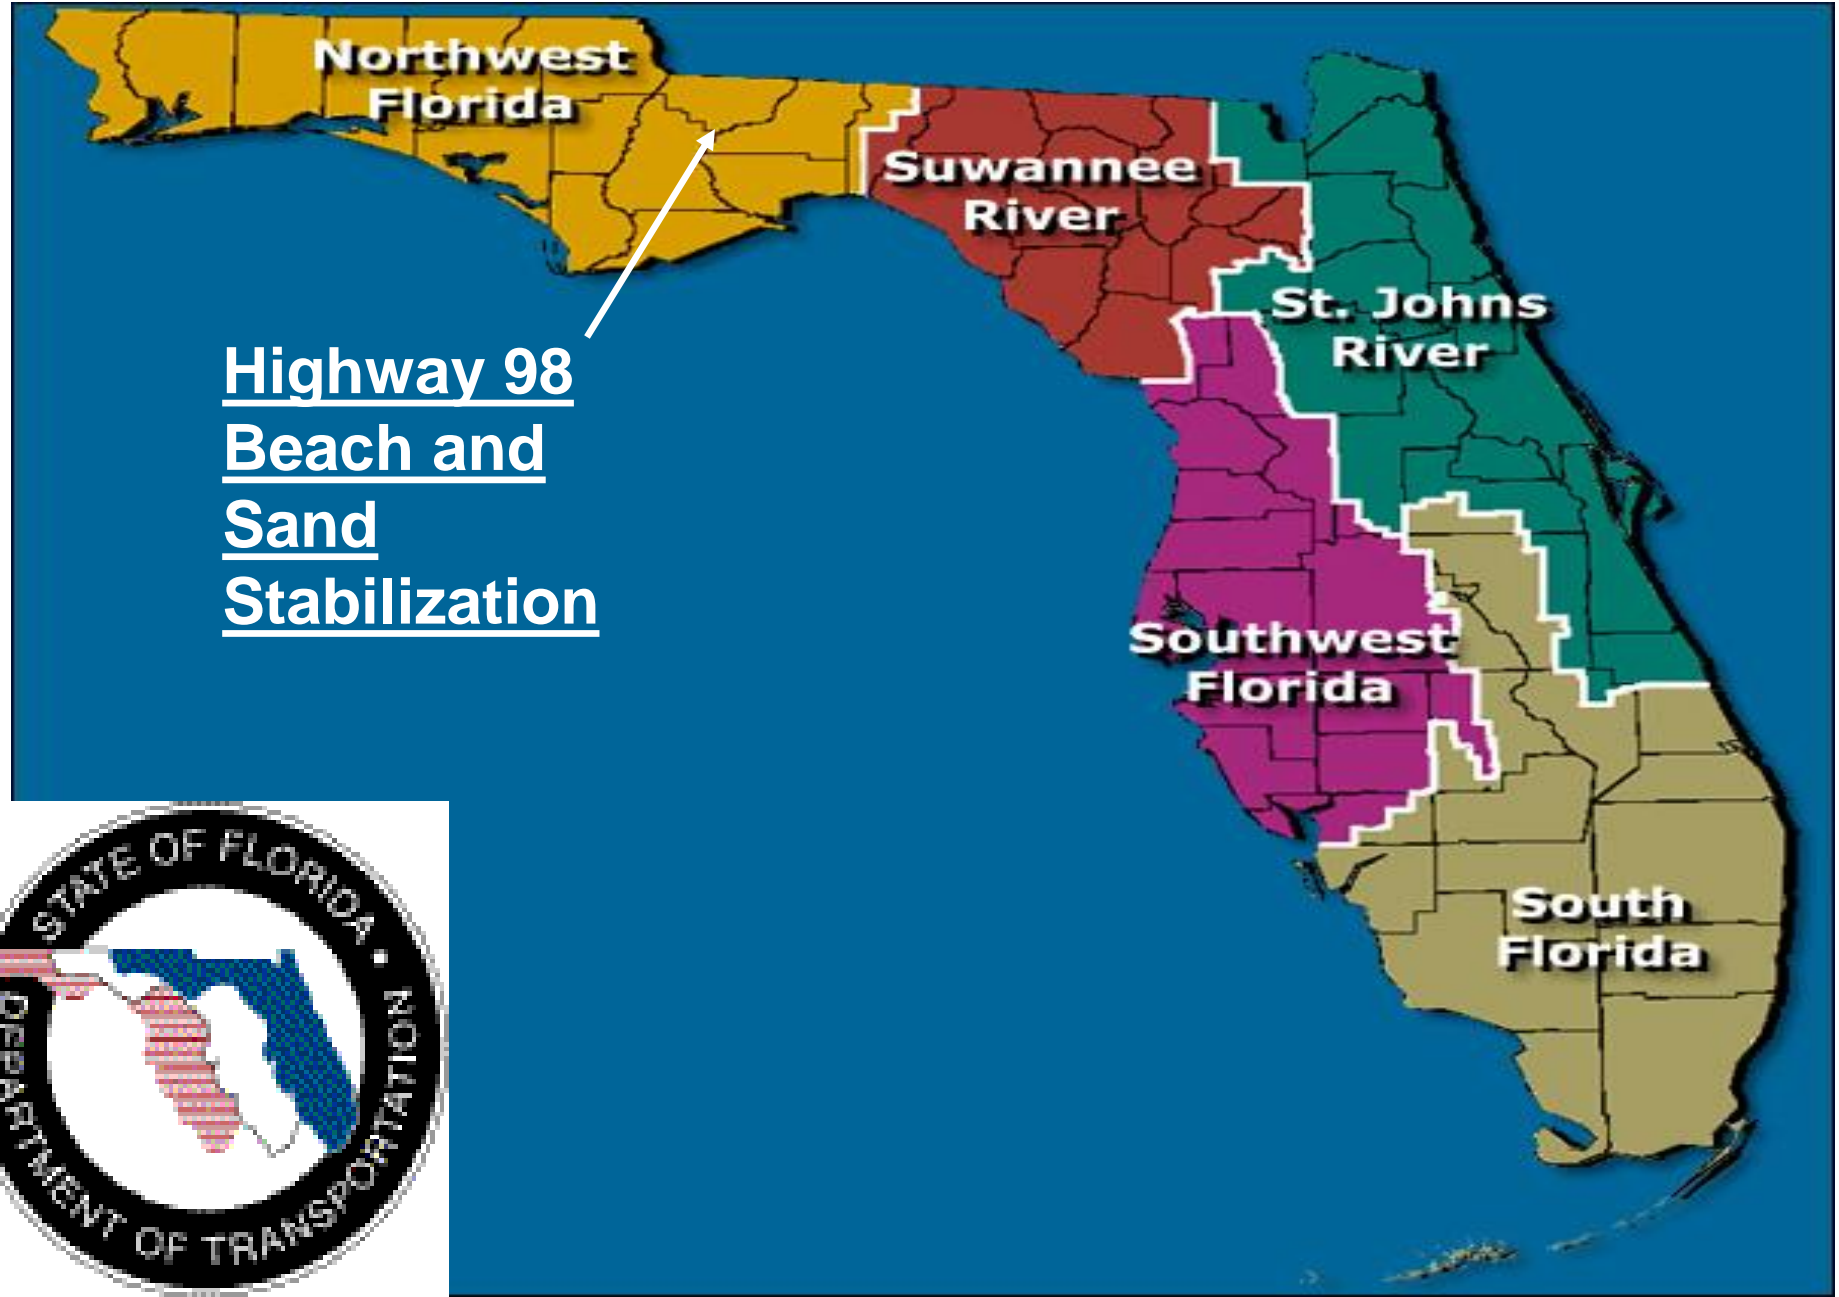 Northwest
Florida
Suwannee
River
St. Johns
River
Highway 98
Beach and
Sand
Stabilization
Southwest
Florida
South
Florida
STATE OF FLORIDA • DEPARTMENT OF TRANSPORTATION